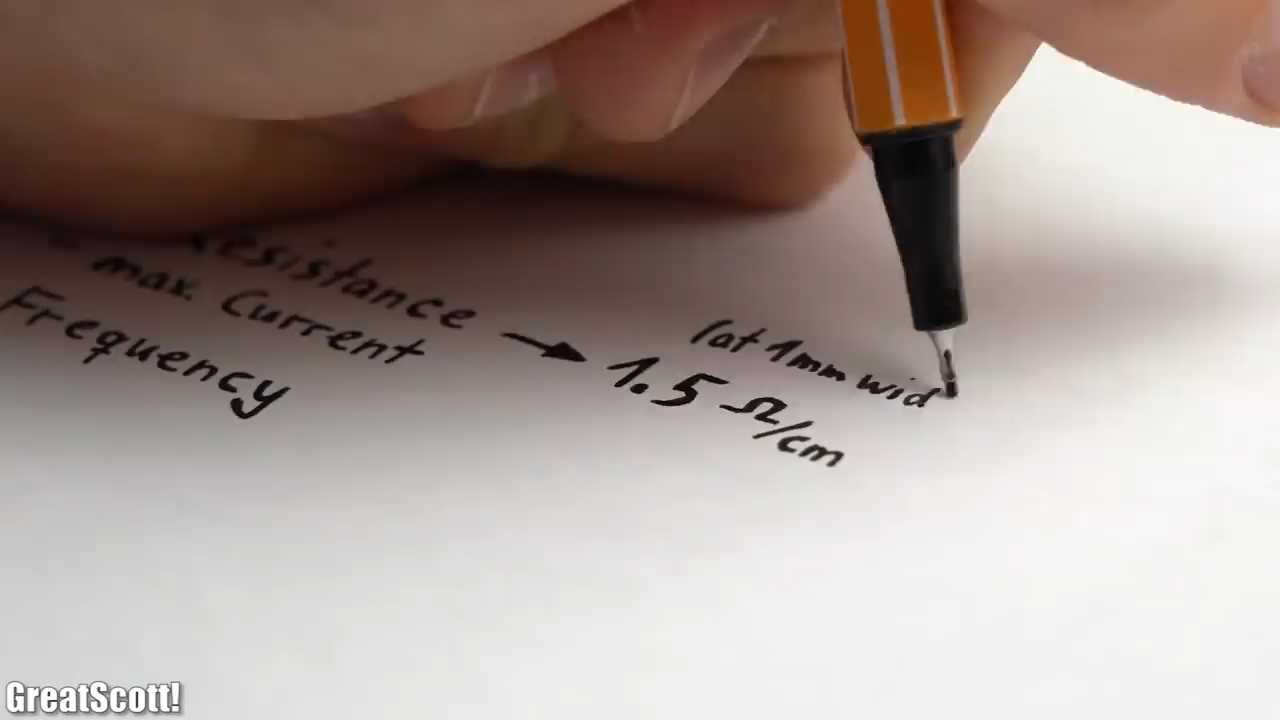 - Resistance → 1.5 Ω/cm (at 1mm wid
- max. Current
Frequency
GreatScott!